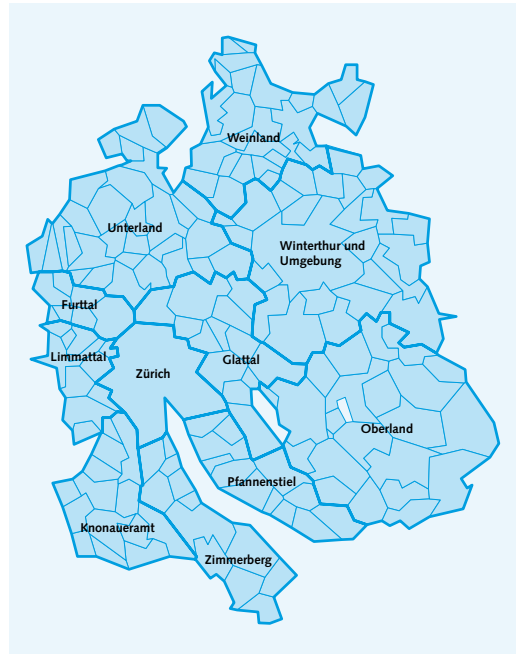 Weinland
Unterland
Winterthur und
Umgebung
Furttal
Limmattal
Glattal
Zürich
Oberland
Pfannenstiel
Knonaueramt
Zimmerberg